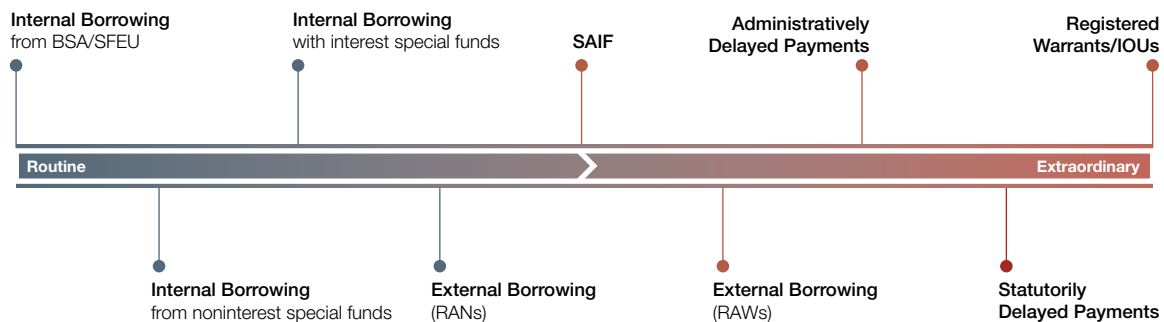 Internal Borrowing
from BSA/SFEU
Internal Borrowing
with interest special funds
SAIF
Administratively
Delayed Payments
Registered
Warrants/IOUs
Routine
Extraordinary
Internal Borrowing
from noninterest special funds
External Borrowing
(RANs)
External Borrowing
(RAWs)
Statutorily
Delayed Payments